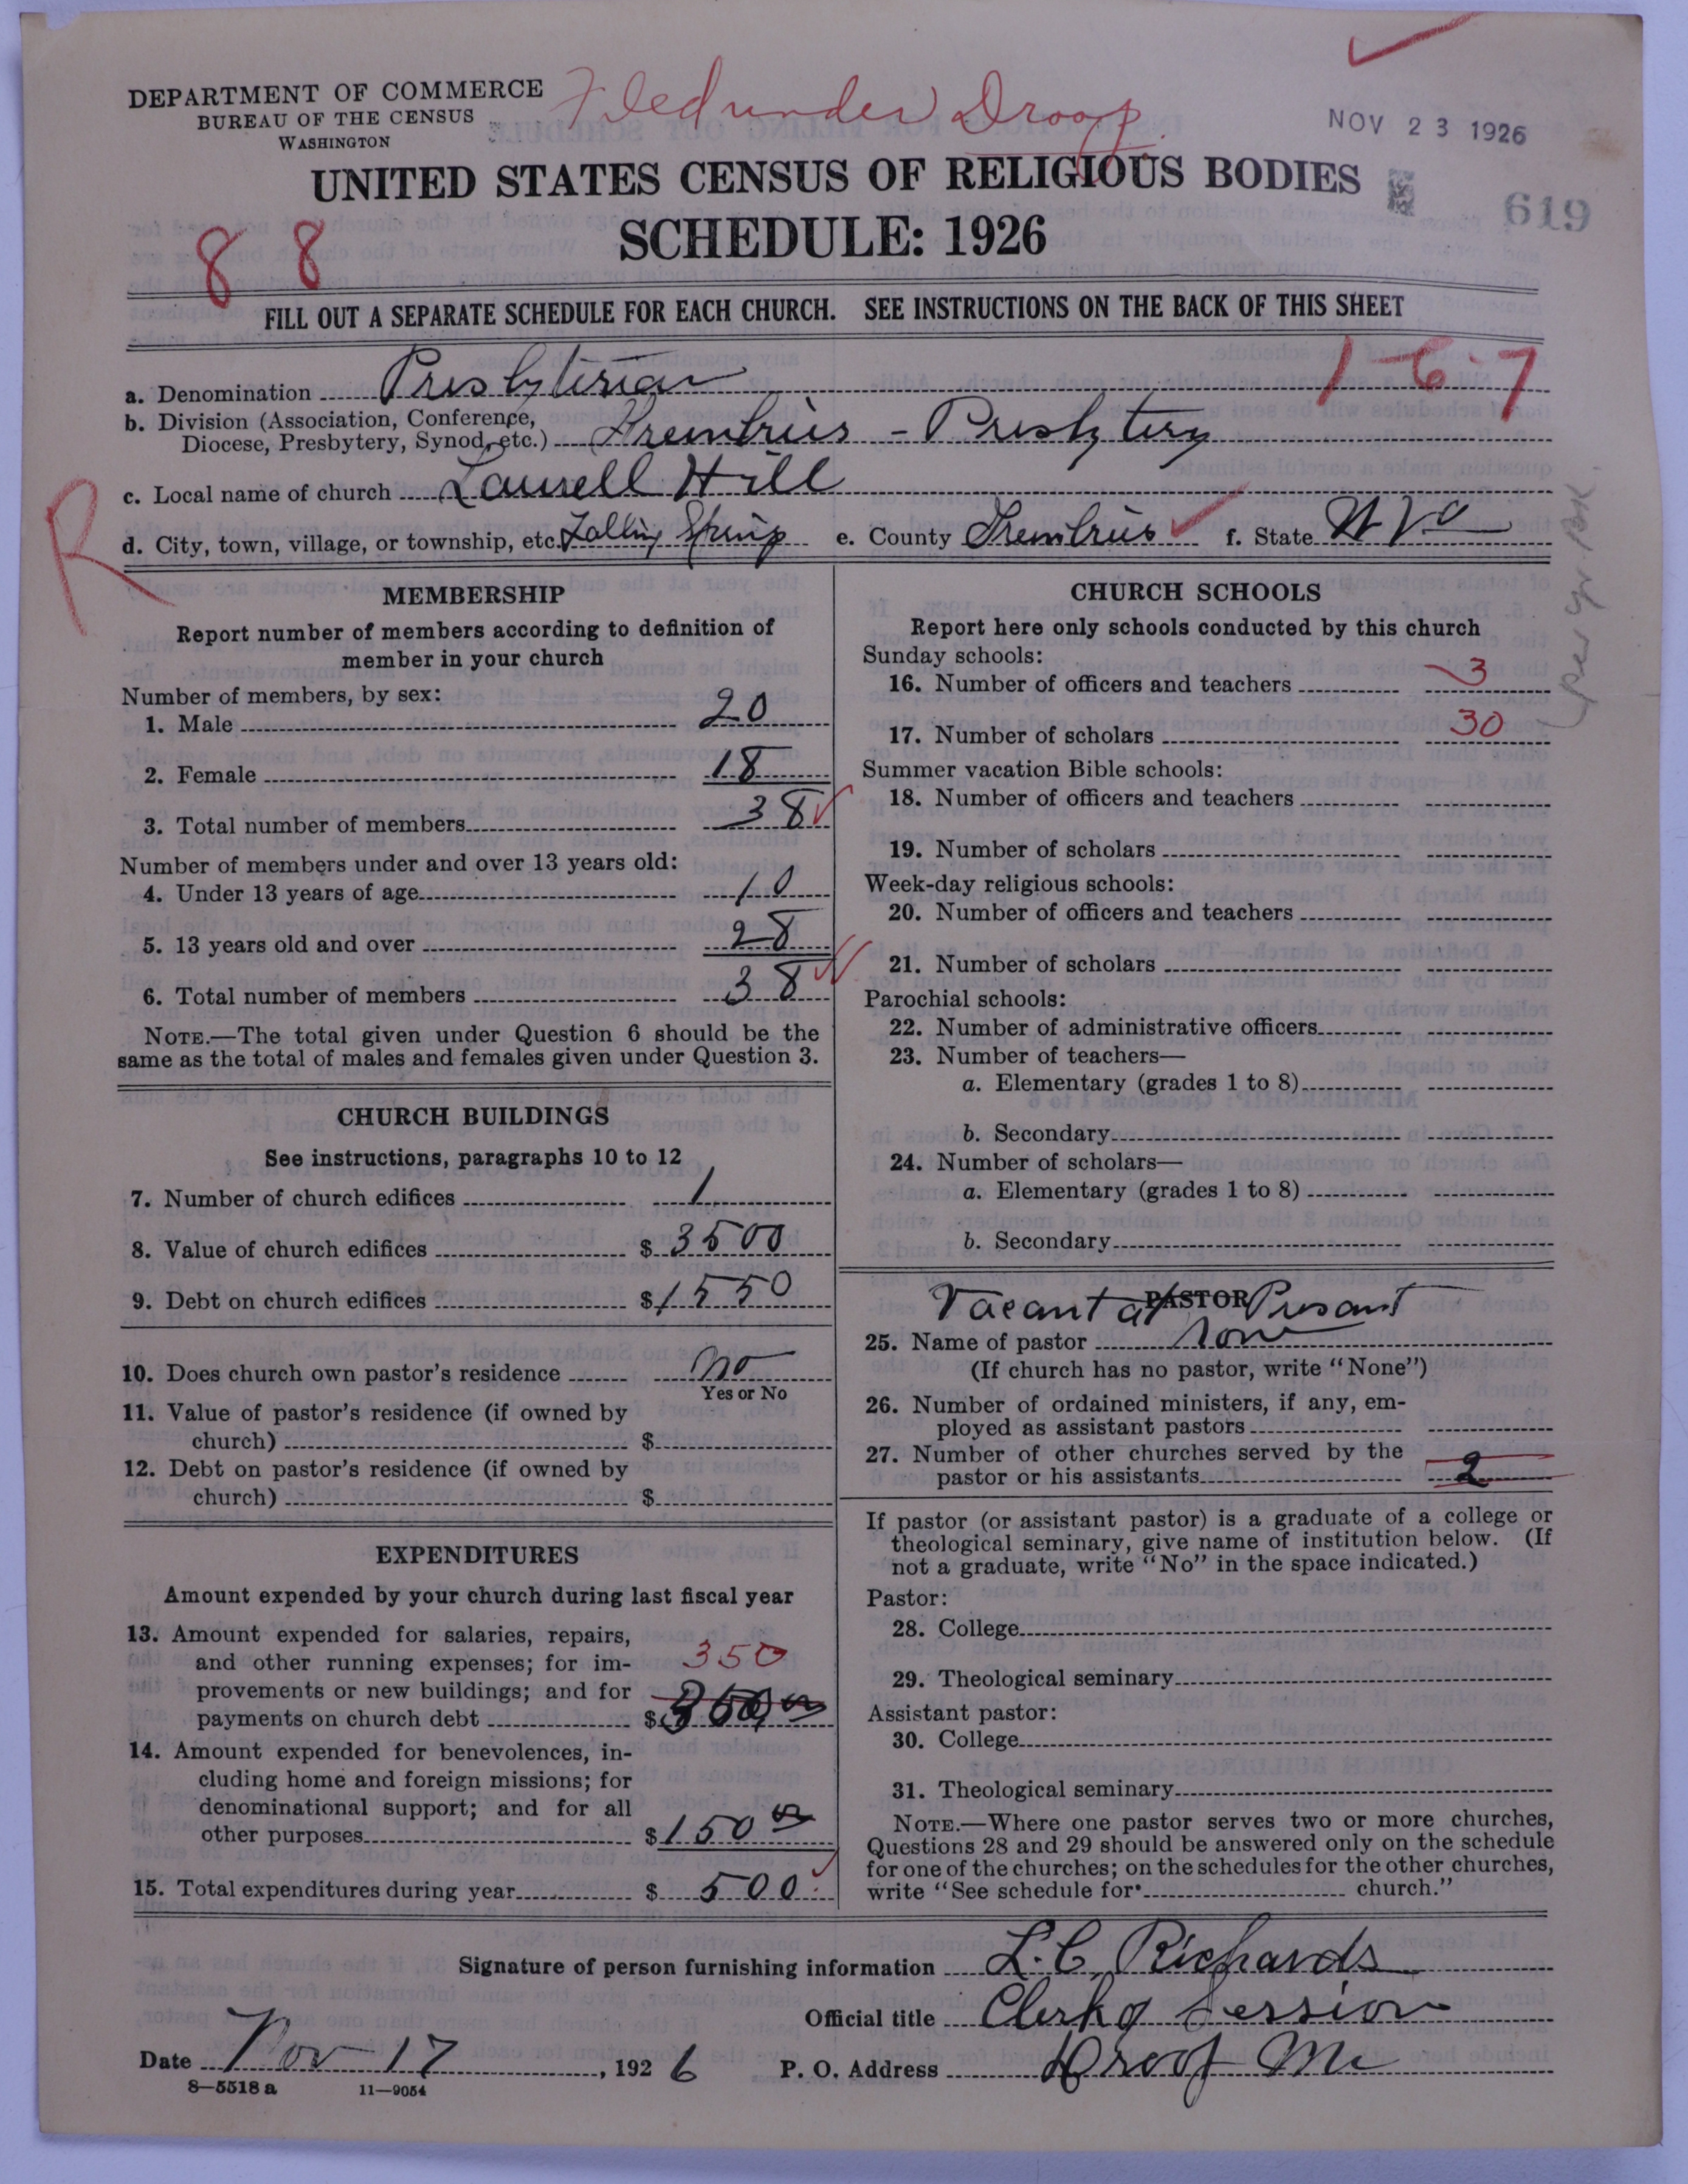 DEPARTMENT OF COMMERCE
BUREAU OF THE CENSUS
WASHINGTON
Filed under Droop
NOV 23 1926
UNITED STATES CENSUS OF RELIGIOUS BODIES
619
SCHEDULE: 1926
8 8
FILL OUT A SEPARATE SCHEDULE FOR EACH CHURCH. SEE INSTRUCTIONS ON THE BACK OF THIS SHEET
1-6-7
a. Denomination Presbyterian
b. Division (Association, Conference,
Diocese, Presbytery, Synod, etc.) Greenbrier - Presbytery
c. Local name of church Laurell Hill
R
d. City, town, village, or township, etc. Falling Spring e. County Greenbrier f. State W Va
MEMBERSHIP
Report number of members according to definition of
member in your church
Number of members, by sex:
1. Male 20
2. Female 18
3. Total number of members 38
Number of members under and over 13 years old:
4. Under 13 years of age 10
5. 13 years old and over 28
6. Total number of members 38
NOTE.—The total given under Question 6 should be the
same as the total of males and females given under Question 3.
CHURCH BUILDINGS
See instructions, paragraphs 10 to 12
7. Number of church edifices 1
8. Value of church edifices $ 3500
9. Debt on church edifices $ 1550
10. Does church own pastor's residence no
Yes or No
11. Value of pastor's residence (if owned by
church) $
12. Debt on pastor's residence (if owned by
church) $
EXPENDITURES
Amount expended by your church during last fiscal year
13. Amount expended for salaries, repairs,
and other running expenses; for im-
provements or new buildings; and for
payments on church debt $ 350
14. Amount expended for benevolences, in-
cluding home and foreign missions; for
denominational support; and for all
other purposes $ 150 00
15. Total expenditures during year $ 500
CHURCH SCHOOLS
Report here only schools conducted by this church
Sunday schools:
16. Number of officers and teachers 3
17. Number of scholars 30
Summer vacation Bible schools:
18. Number of officers and teachers
19. Number of scholars
Week-day religious schools:
20. Number of officers and teachers
21. Number of scholars
Parochial schools:
22. Number of administrative officers
23. Number of teachers—
a. Elementary (grades 1 to 8)
b. Secondary
24. Number of scholars—
a. Elementary (grades 1 to 8)
b. Secondary
PASTOR
Vacant at Presant
25. Name of pastor none
(If church has no pastor, write "None")
26. Number of ordained ministers, if any, em-
ployed as assistant pastors
27. Number of other churches served by the
pastor or his assistants 2
If pastor (or assistant pastor) is a graduate of a college or
theological seminary, give name of institution below. (If
not a graduate, write "No" in the space indicated.)
Pastor:
28. College
29. Theological seminary
Assistant pastor:
30. College
31. Theological seminary
NOTE.—Where one pastor serves two or more churches,
Questions 28 and 29 should be answered only on the schedule
for one of the churches; on the schedules for the other churches,
write "See schedule for church."
Signature of person furnishing information L. C. Richards
Official title Clerk of Session
Date Nov 17, 1926 P. O. Address Droop
8-5518 a 11-9054